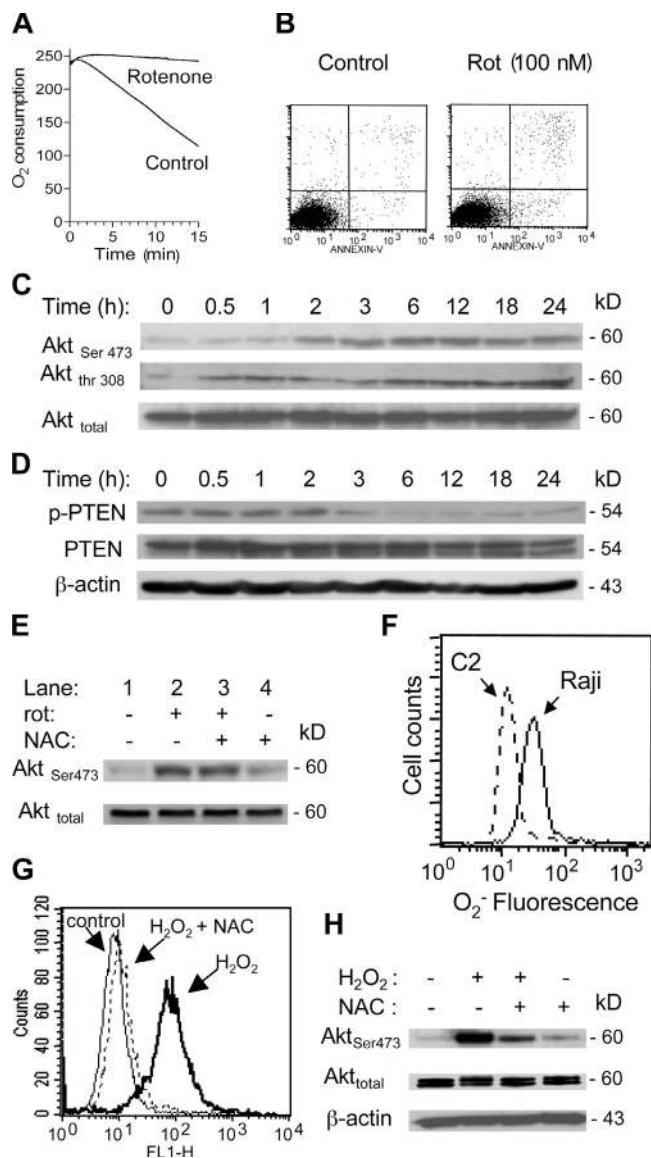 A
O2 consumption
250
200
150
100
50
0
Rotenone
Control
0 5 10 15
Time (min)
B
Control Rot (100 nM)
10^0 10^1 10^2 10^3 10^4
ANNEXIN-V
10^0 10^1 10^2 10^3 10^4
ANNEXIN-V
C
Time (h): 0 0.5 1 2 3 6 12 18 24 kD
Akt Ser 473 - 60
Akt thr 308 - 60
Akt total - 60
D
Time (h): 0 0.5 1 2 3 6 12 18 24 kD
p-PTEN - 54
PTEN - 54
β-actin - 43
E
Lane: 1 2 3 4
rot: - + + -
NAC: - - + + kD
Akt Ser473 - 60
Akt total - 60
F
C2
Raji
Cell counts
10^0 10^1 10^2 10^3
O2- Fluorescence
G
Counts
120
100
80
60
40
20
0
control
H2O2 + NAC
H2O2
10^0 10^1 10^2 10^3 10^4
FL1-H
H
H2O2 : - + + -
NAC : - - + + kD
Akt Ser473 - 60
Akt total - 60
β-actin - 43